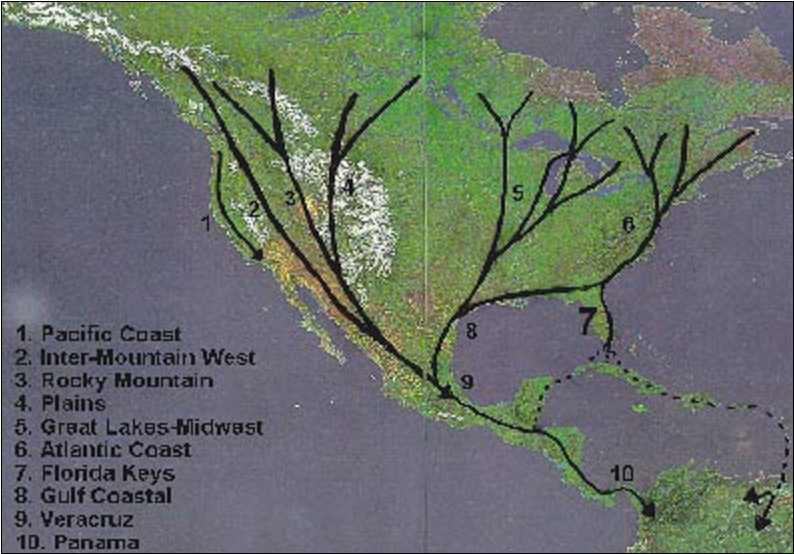 1
2
3
4
5
6
7
8
9
10
1. Pacific Coast
2. Inter-Mountain West
3. Rocky Mountain
4. Plains
5. Great Lakes-Midwest
6. Atlantic Coast
7. Florida Keys
8. Gulf Coastal
9. Veracruz
10. Panama